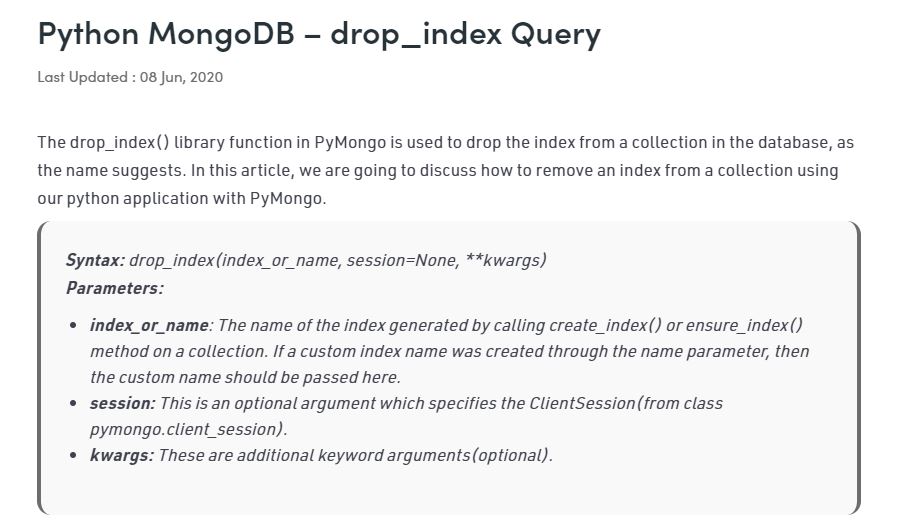 Python MongoDB – drop_index Query
Last Updated : 08 Jun, 2020
The drop_index() library function in PyMongo is used to drop the index from a collection in the database, as
the name suggests. In this article, we are going to discuss how to remove an index from a collection using
our python application with PyMongo.
Syntax: drop_index(index_or_name, session=None, **kwargs)
Parameters:
• index_or_name: The name of the index generated by calling create_index() or ensure_index()
method on a collection. If a custom index name was created through the name parameter, then
the custom name should be passed here.
• session: This is an optional argument which specifies the ClientSession(from class
pymongo.client_session).
• kwargs: These are additional keyword arguments(optional).